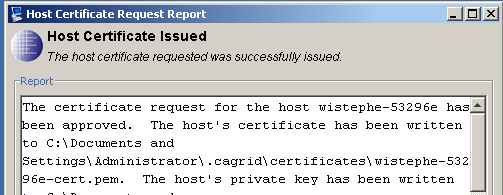 Host Certificate Request Report
Host Certificate Issued
The host certificate requested was successfully issued.
Report
The certificate request for the host wistephe-53296e has
been approved.  The host's certificate has been written
to C:\Documents and
Settings\Administrator\.cagrid\certificates\wistephe-532
96e-cert.pem.  The host's private key has been written